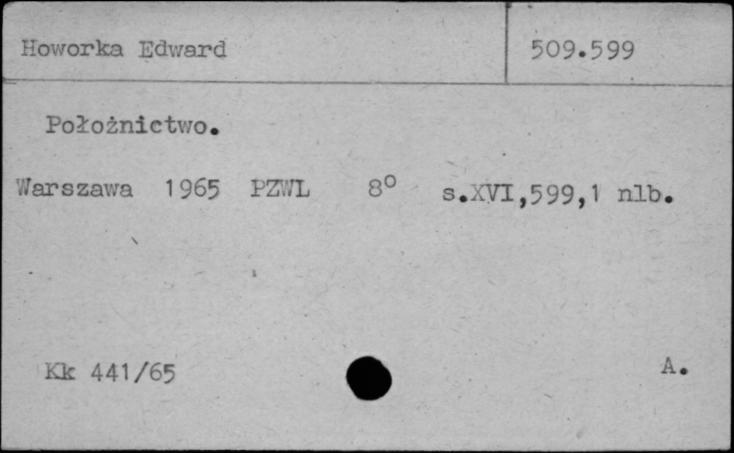 Howorka Edward 509.599
Położnictwo.
Warszawa 1965 PZWL 8° s.XVI,599,1 nlb.
Kk 441/65 A.